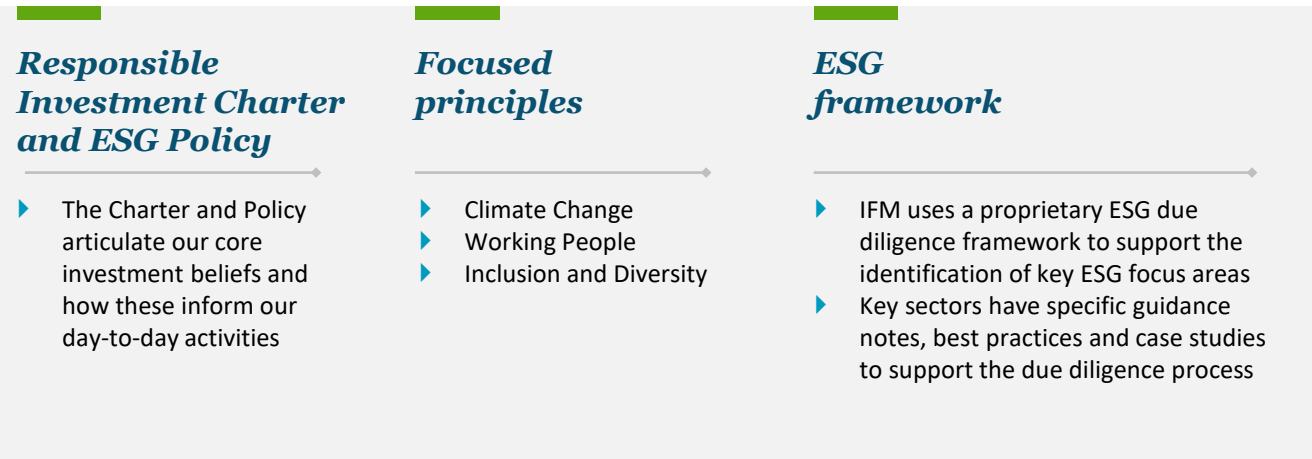 Responsible
Investment Charter
and ESG Policy
The Charter and Policy
articulate our core
investment beliefs and
how these inform our
day-to-day activities
Focused
principles
Climate Change
Working People
Inclusion and Diversity
ESG
framework
IFM uses a proprietary ESG due
diligence framework to support the
identification of key ESG focus areas
Key sectors have specific guidance
notes, best practices and case studies
to support the due diligence process